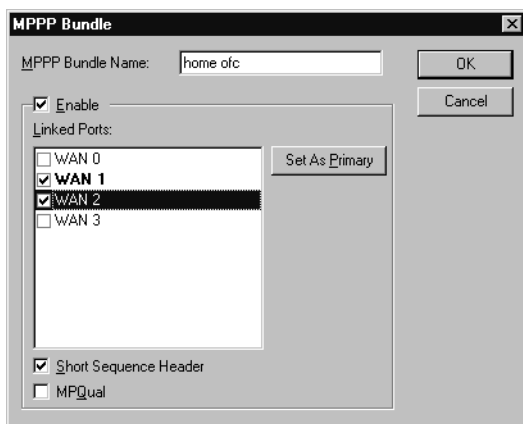 MPPP Bundle
MPPP Bundle Name: home ofc
OK
Cancel
Enable
Linked Ports:
WAN 0
WAN 1
WAN 2
WAN 3
Set As Primary
Short Sequence Header
MPQual